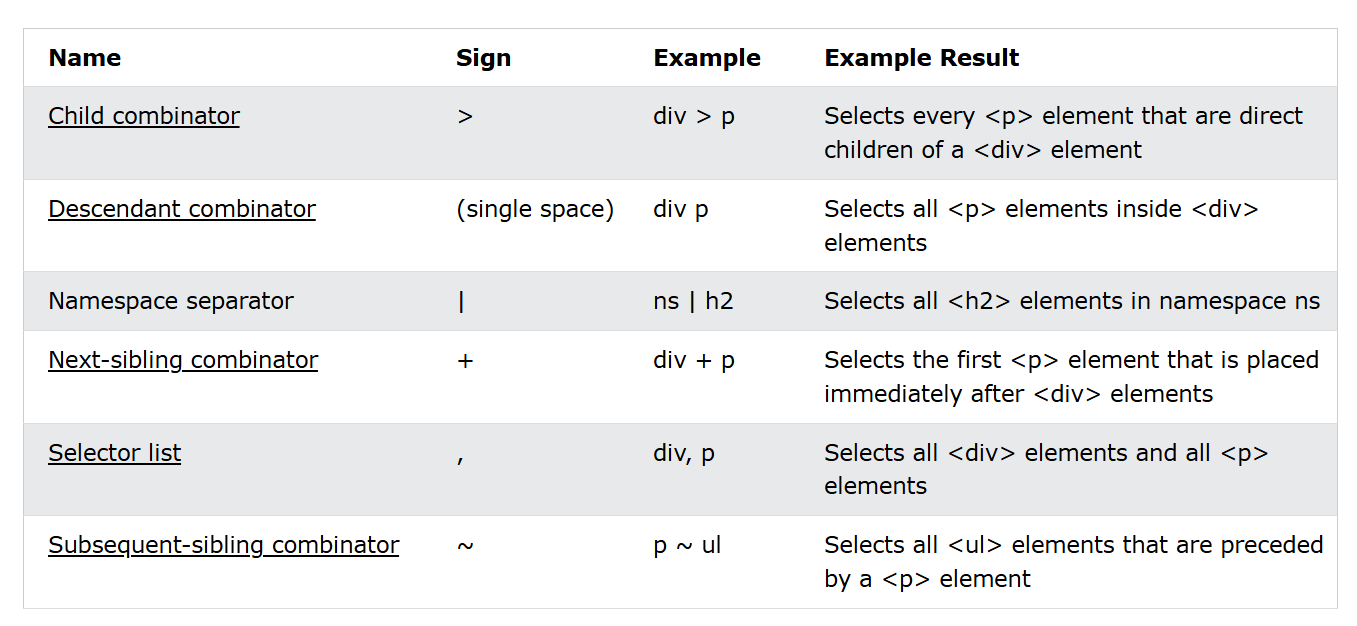 Name Sign Example Example Result
Child combinator > div > p Selects every <p> element that are direct
children of a <div> element
Descendant combinator (single space) div p Selects all <p> elements inside <div>
elements
Namespace separator | ns | h2 Selects all <h2> elements in namespace ns
Next-sibling combinator + div + p Selects the first <p> element that is placed
immediately after <div> elements
Selector list , div, p Selects all <div> elements and all <p>
elements
Subsequent-sibling combinator ~ p ~ ul Selects all <ul> elements that are preceded
by a <p> element